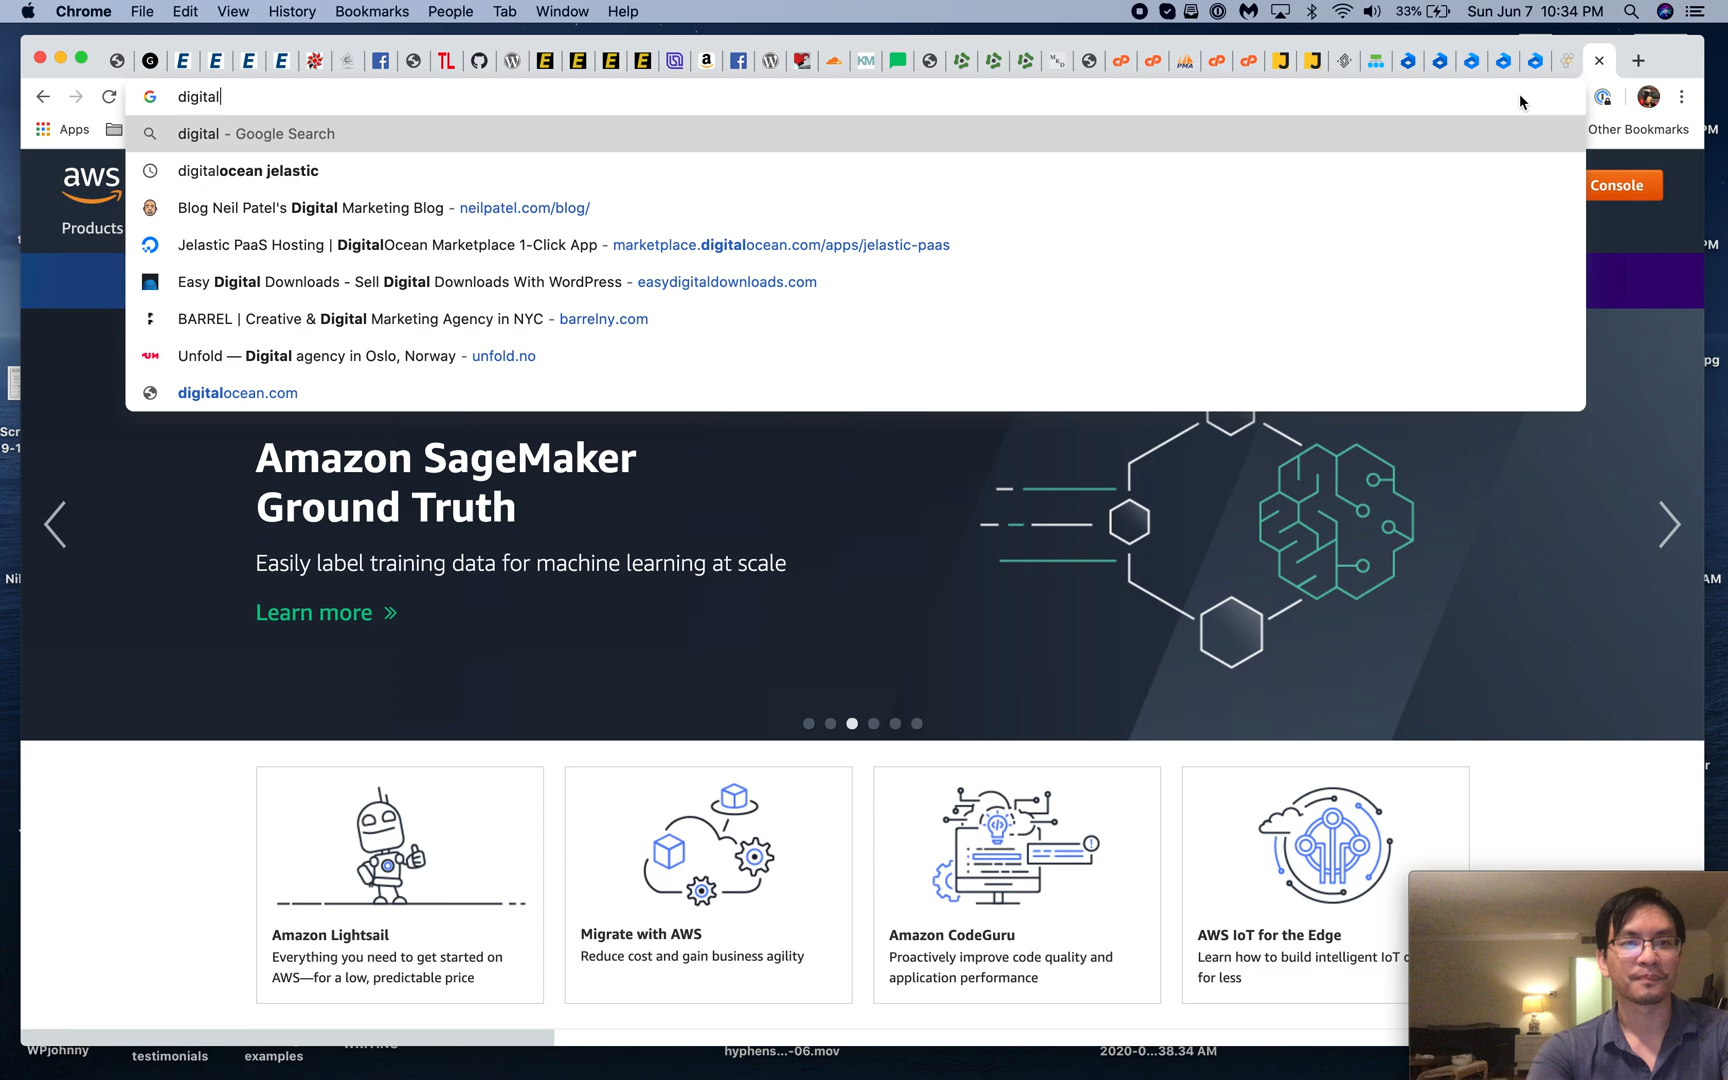 Chrome File Edit View History Bookmarks People Tab Window Help 33% Sun Jun 7 10:34 PM
digital
Apps
Other Bookmarks
PM
digital - Google Search
digitalocean jelastic
Blog Neil Patel's Digital Marketing Blog - neilpatel.com/blog/
Jelastic PaaS Hosting | DigitalOcean Marketplace 1-Click App - marketplace.digitalocean.com/apps/jelastic-paas
Easy Digital Downloads - Sell Digital Downloads With WordPress - easydigitaldownloads.com
BARREL | Creative & Digital Marketing Agency in NYC - barrelny.com
Unfold — Digital agency in Oslo, Norway - unfold.no
digitalocean.com
aws
Products
Console
PM
pg
Scr
9-1
Nil
AM
Amazon SageMaker
Ground Truth
Easily label training data for machine learning at scale
Learn more »
Amazon Lightsail
Everything you need to get started on
AWS—for a low, predictable price
Migrate with AWS
Reduce cost and gain business agility
Amazon CodeGuru
Proactively improve code quality and
application performance
AWS IoT for the Edge
Learn how to build intelligent IoT
for less
WPjohnny
testimonials
examples
hyphens...-06.mov
2020-0...38.34 AM